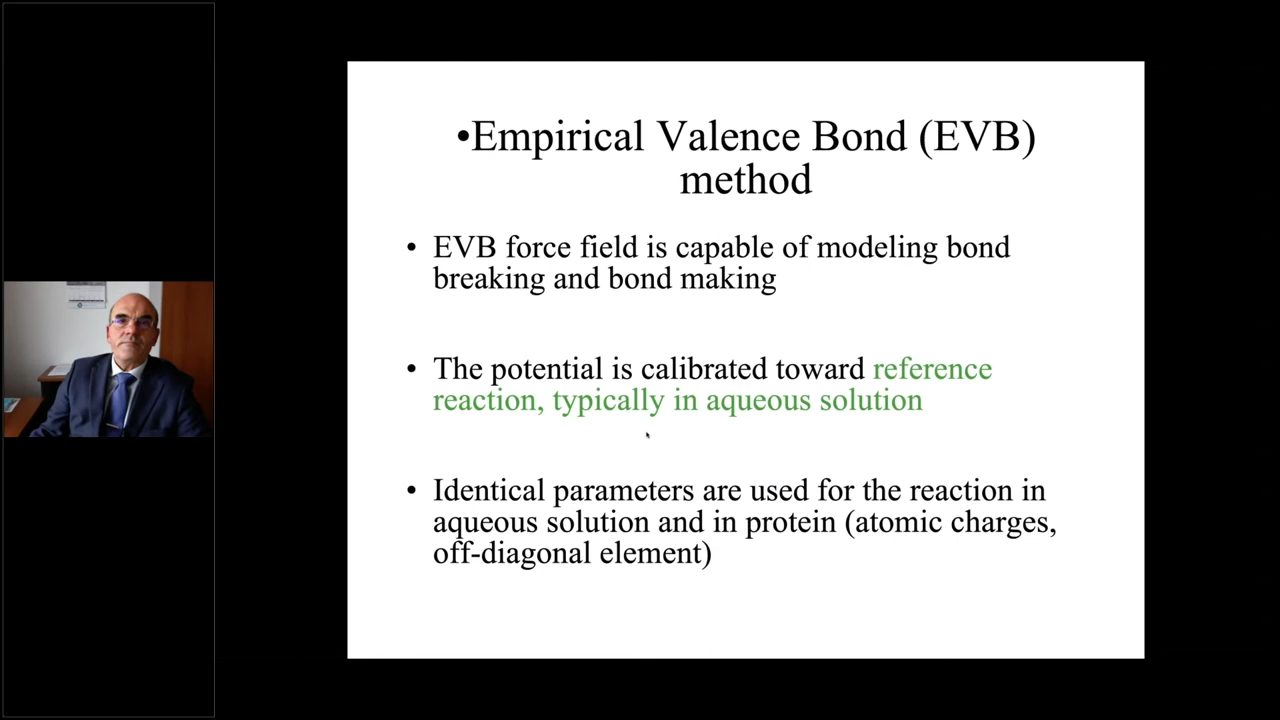 •Empirical Valence Bond (EVB)
method
• EVB force field is capable of modeling bond
breaking and bond making
• The potential is calibrated toward reference
reaction, typically in aqueous solution
• Identical parameters are used for the reaction in
aqueous solution and in protein (atomic charges,
off-diagonal element)